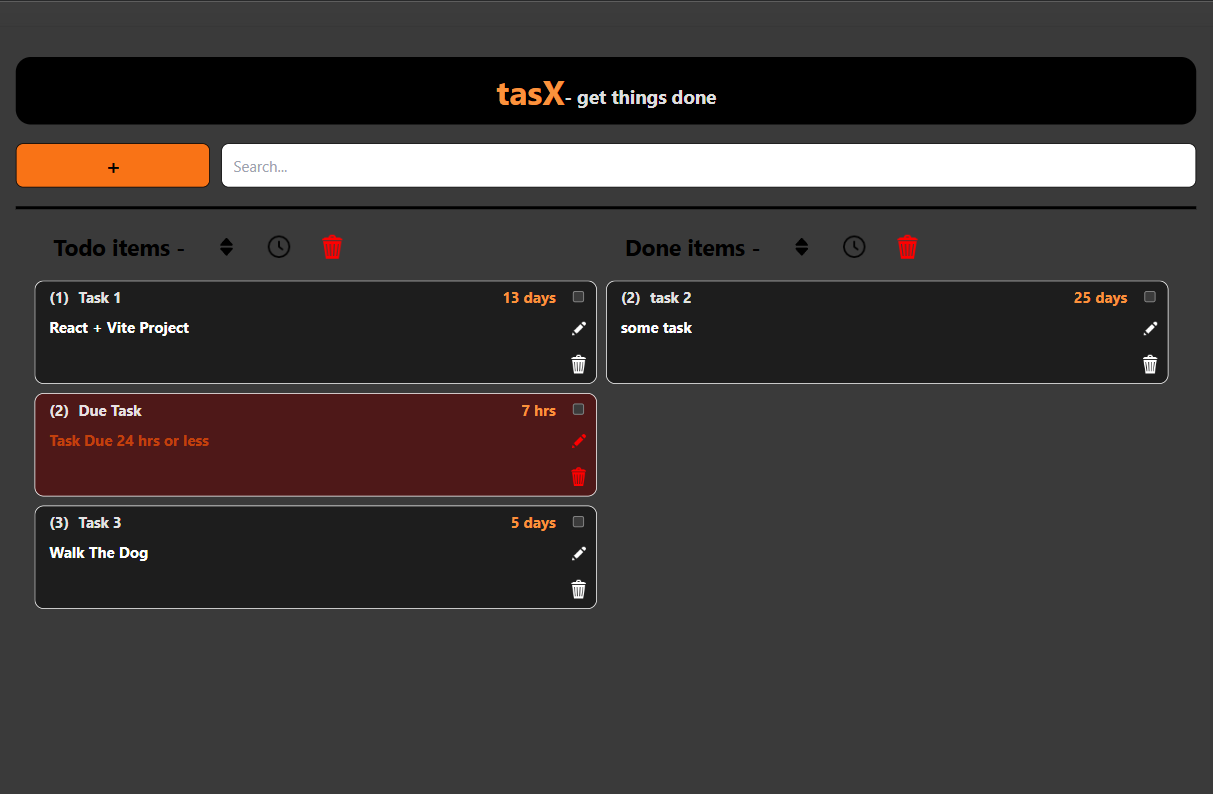 tasX- get things done
+
Search...
Todo items -
(1) Task 1 13 days
React + Vite Project
(2) Due Task 7 hrs
Task Due 24 hrs or less
(3) Task 3 5 days
Walk The Dog
Done items -
(2) task 2 25 days
some task